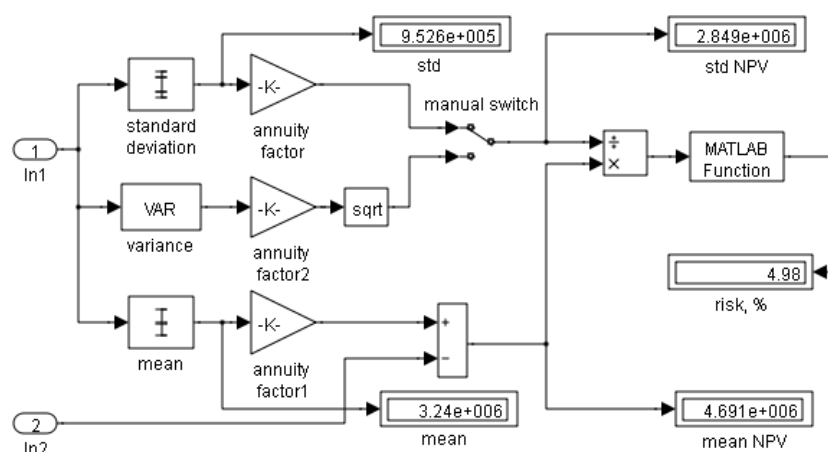 9.526e+005
std
2.849e+006
std NPV
-K-
standard
deviation
annuity
factor
manual switch
1
In1
÷
×
MATLAB
Function
VAR
variance
-K-
annuity
factor2
sqrt
4.98
risk, %
mean
-K-
annuity
factor1
+
−
3.24e+006
mean
4.691e+006
mean NPV
2
In2